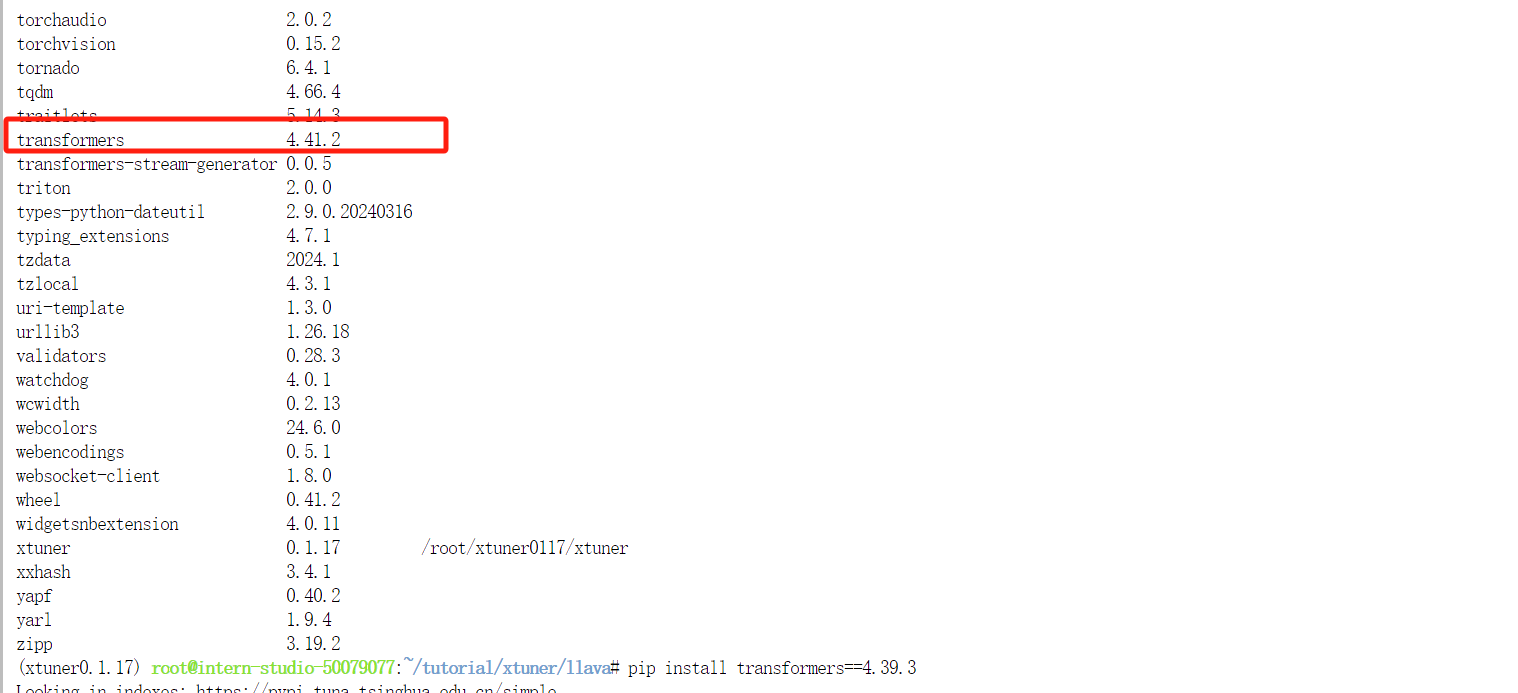 torchaudio 2.0.2
torchvision 0.15.2
tornado 6.4.1
tqdm 4.66.4
traitlets 5.14.3
transformers 4.41.2
transformers-stream-generator 0.0.5
triton 2.0.0
types-python-dateutil 2.9.0.20240316
typing_extensions 4.7.1
tzdata 2024.1
tzlocal 4.3.1
uri-template 1.3.0
urllib3 1.26.18
validators 0.28.3
watchdog 4.0.1
wcwidth 0.2.13
webcolors 24.6.0
webencodings 0.5.1
websocket-client 1.8.0
wheel 0.41.2
widgetsnbextension 4.0.11
xtuner 0.1.17 /root/xtuner0117/xtuner
xxhash 3.4.1
yapf 0.40.2
yarl 1.9.4
zipp 3.19.2
(xtuner0.1.17) root@intern-studio-50079077:~/tutorial/xtuner/llava# pip install transformers==4.39.3
Looking in indexes: https://pypi.tuna.tsinghua.edu.cn/simple